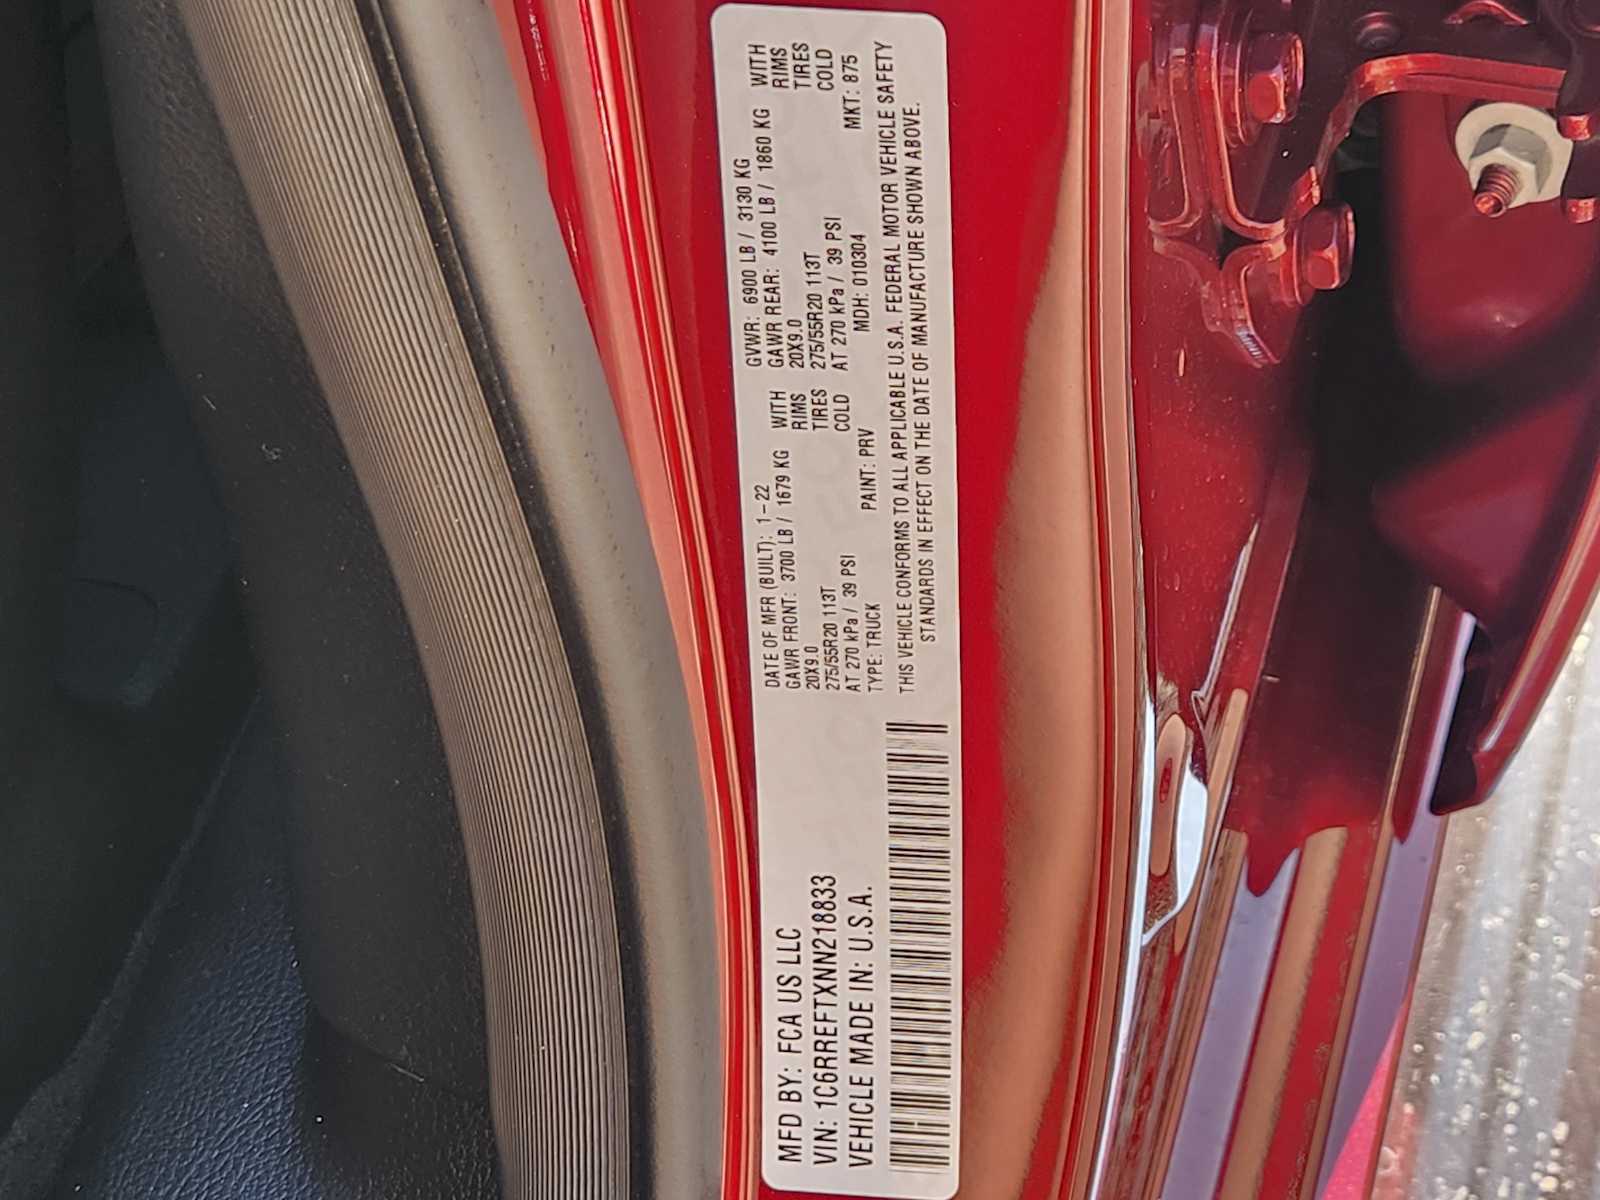 MFD BY: FCA US LLC
VIN: 1C6RREFTXNN218833
VEHICLE MADE IN: U.S.A.
DATE OF MFR (BUILT): 1-22 GVWR: 6900 LB / 3130 KG
GAWR FRONT: 3700 LB / 1679 KG WITH GAWR REAR: 4100 LB / 1860 KG WITH
20X9.0 RIMS 20X9.0 RIMS
275/55R20 113T TIRES 275/55R20 113T TIRES
AT 270 kPa / 39 PSI COLD AT 270 kPa / 39 PSI COLD
TYPE: TRUCK PAINT: PRV MDH: 010304 MKT: 875
THIS VEHICLE CONFORMS TO ALL APPLICABLE U.S.A. FEDERAL MOTOR VEHICLE SAFETY
STANDARDS IN EFFECT ON THE DATE OF MANUFACTURE SHOWN ABOVE.